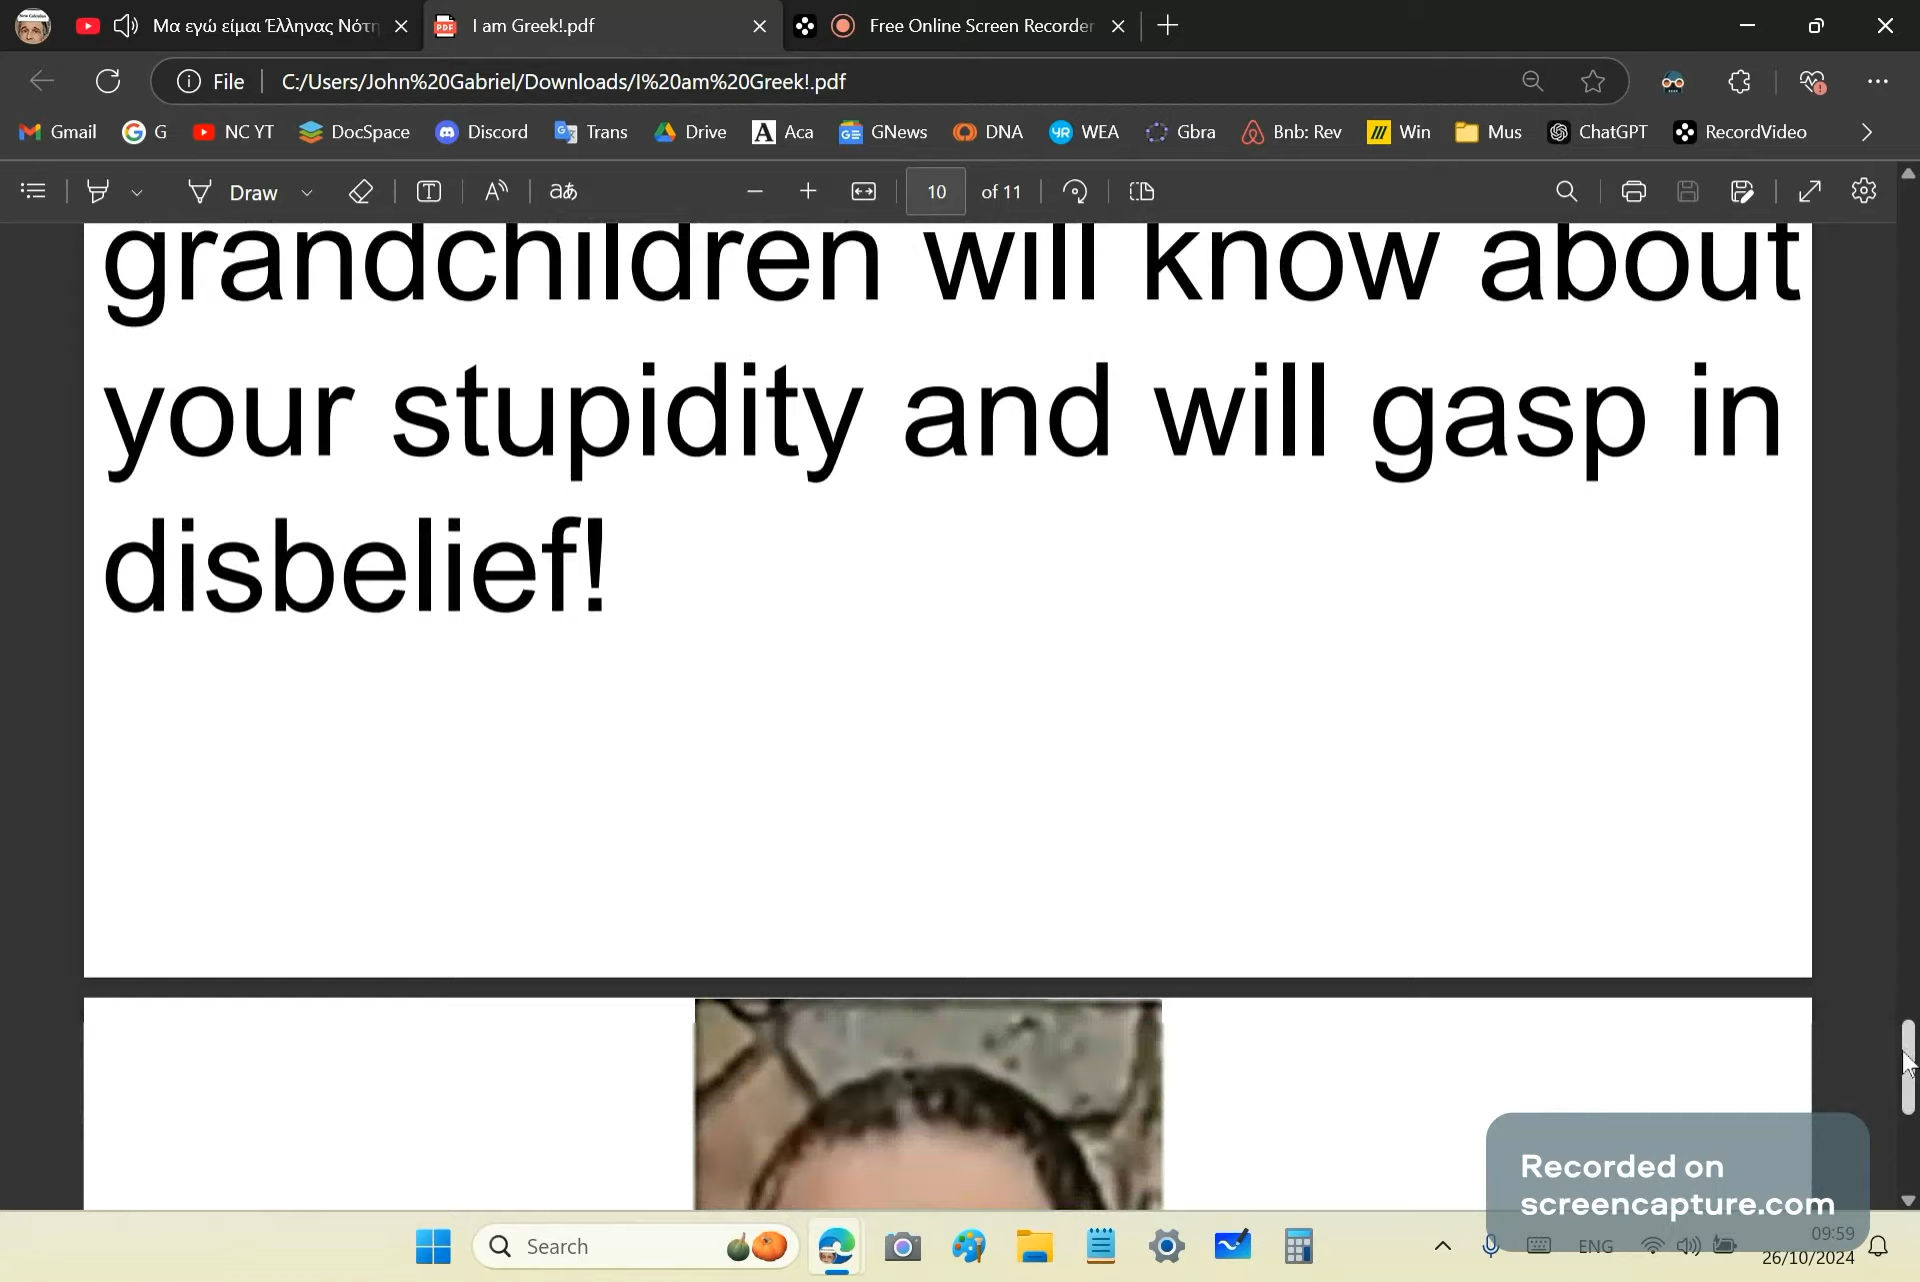 Μα εγώ είμαι Έλληνας Νότη
I am Greek!.pdf
Free Online Screen Recorder
File
C:/Users/John%20Gabriel/Downloads/I%20am%20Greek!.pdf
Gmail
G
NC YT
DocSpace
Discord
Trans
Drive
Aca
GNews
DNA
WEA
Gbra
Bnb: Rev
Win
Mus
ChatGPT
RecordVideo
Draw
aあ
10
of 11
grandchildren will know about
your stupidity and will gasp in
disbelief!
Recorded on
screencapture.com
Search
ENG
09:59
26/10/2024